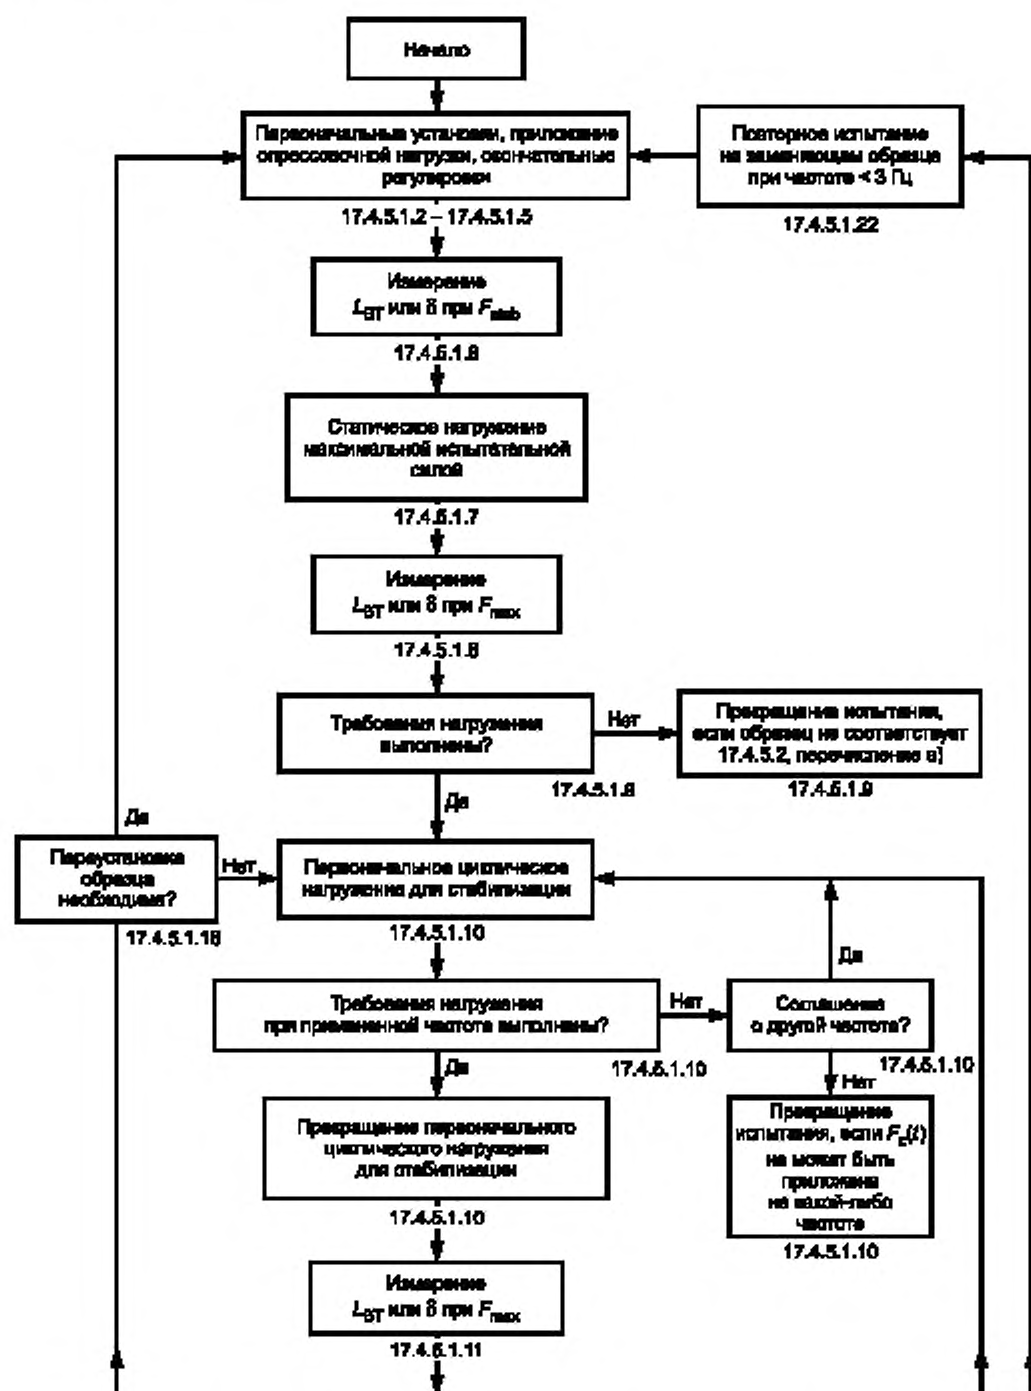 Начало
Первоначальные установки, приложение
опрессовочной нагрузки, окончательные
регулировки
17.4.5.1.2 – 17.4.5.1.5
Повторное испытание
на заменяющем образце
при частоте < 3 Гц
17.4.5.1.22
Измерение
L_BT или δ при F_stab
17.4.5.1.6
Статическое нагружение
максимальной испытательной
силой
17.4.5.1.7
Измерение
L_BT или δ при F_max
17.4.5.1.8
Требования нагружения
выполнены?
17.4.5.1.8
Нет
Прекращение испытания,
если образец не соответствует
17.4.5.2, перечисление в)
17.4.5.1.9
Да
Да
Переустановка
образца
необходима?
17.4.5.1.18
Нет
Первоначальное циклическое
нагружение для стабилизации
17.4.5.1.10
Требования нагружения
при примененной частоте выполнены?
17.4.5.1.10
Нет
Соглашение
о другой частоте?
17.4.5.1.10
Да
Нет
Прекращение
испытания, если F_c(t)
не может быть
приложена
на какой-либо
частоте
17.4.5.1.10
Да
Прекращение первоначального
циклического нагружения
для стабилизации
17.4.5.1.10
Измерение
L_BT или δ при F_max
17.4.5.1.11